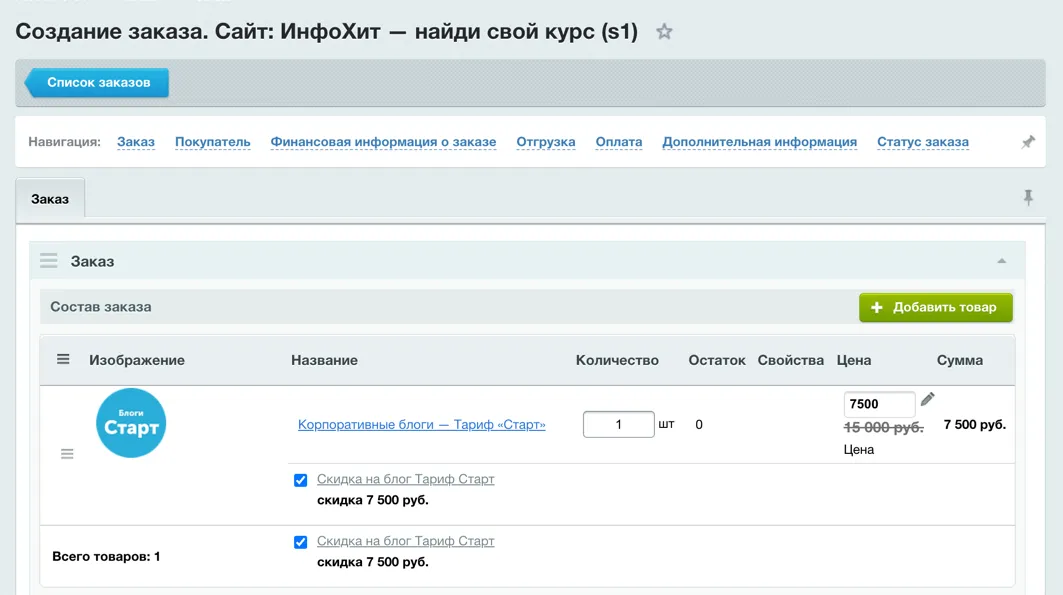 Создание заказа. Сайт: ИнфоХит — найди свой курс (s1)
Список заказов
Навигация: Заказ Покупатель Финансовая информация о заказе Отгрузка Оплата Дополнительная информация Статус заказа
Заказ
Заказ
Состав заказа
Добавить товар
Изображение Название Количество Остаток Свойства Цена Сумма
Блоги
Старт
Корпоративные блоги — Тариф «Старт» 1 шт 0 7500 7 500 руб.
15 000 руб.
Цена
Скидка на блог Тариф Старт
скидка 7 500 руб.
Всего товаров: 1
Скидка на блог Тариф Старт
скидка 7 500 руб.